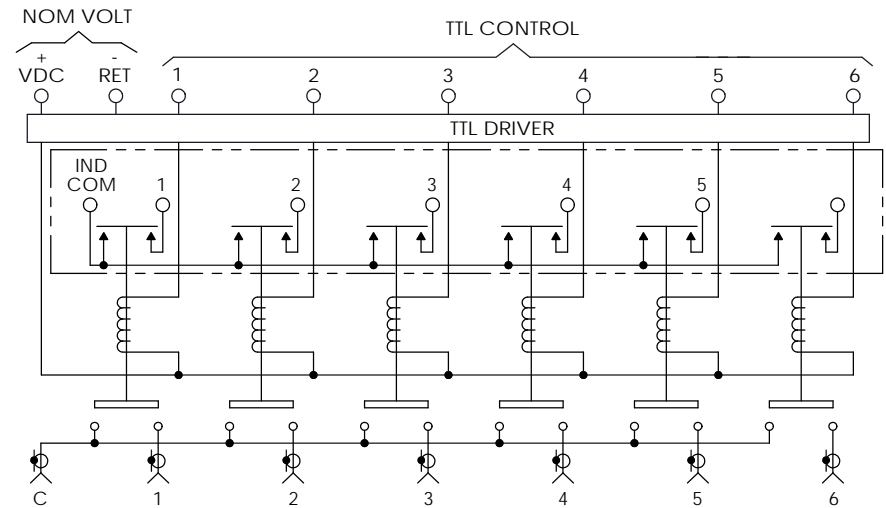 NOM VOLT
TTL CONTROL
+ -
VDC RET 1 2 3 4 5 6
TTL DRIVER
IND
COM 1 2 3 4 5
C 1 2 3 4 5 6